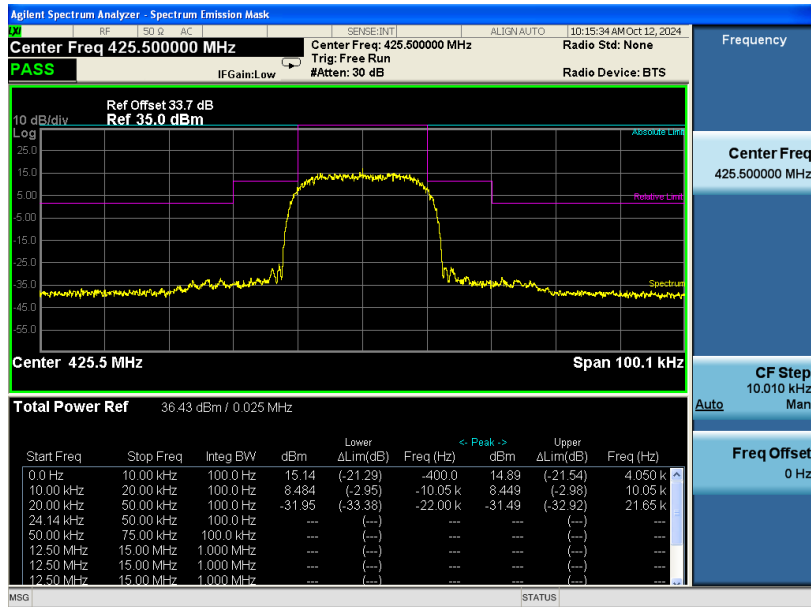 Agilent Spectrum Analyzer - Spectrum Emission Mask
LXI RF 50 Ω AC SENSE:INT ALIGN AUTO 10:15:34 AM Oct 12, 2024
Center Freq 425.500000 MHz
Center Freq: 425.500000 MHz
Radio Std: None
Trig: Free Run
PASS
IFGain:Low
#Atten: 30 dB
Radio Device: BTS
Ref Offset 33.7 dB
10 dB/div Ref 35.0 dBm
Log
Absolute Limit
25.0
15.0
5.00
Relative Limit
-5.00
-15.0
-25.0
-35.0
Spectrum
-45.0
-55.0
Center 425.5 MHz Span 100.1 kHz
Total Power Ref 36.43 dBm / 0.025 MHz
Lower <- Peak -> Upper
Start Freq Stop Freq Integ BW dBm ΔLim(dB) Freq (Hz) dBm ΔLim(dB) Freq (Hz)
0.0 Hz 10.00 kHz 100.0 Hz 15.14 (-21.29) -400.0 14.89 (-21.54) 4.050 k
10.00 kHz 20.00 kHz 100.0 Hz 8.484 (-2.95) -10.05 k 8.449 (-2.98) 10.05 k
20.00 kHz 50.00 kHz 100.0 Hz -31.95 (-33.38) -22.00 k -31.49 (-32.92) 21.65 k
24.14 kHz 50.00 kHz 100.0 Hz --- (---) --- --- (---) ---
50.00 kHz 75.00 kHz 100.0 kHz --- (---) --- --- (---) ---
12.50 MHz 15.00 MHz 1.000 MHz --- (---) --- --- (---) ---
12.50 MHz 15.00 MHz 1.000 MHz --- (---) --- --- (---) ---
12.50 MHz 15.00 MHz 1.000 MHz --- (---) --- --- (---) ---
MSG STATUS
Frequency
Center Freq
425.500000 MHz
CF Step
10.010 kHz
Auto Man
Freq Offset
0 Hz